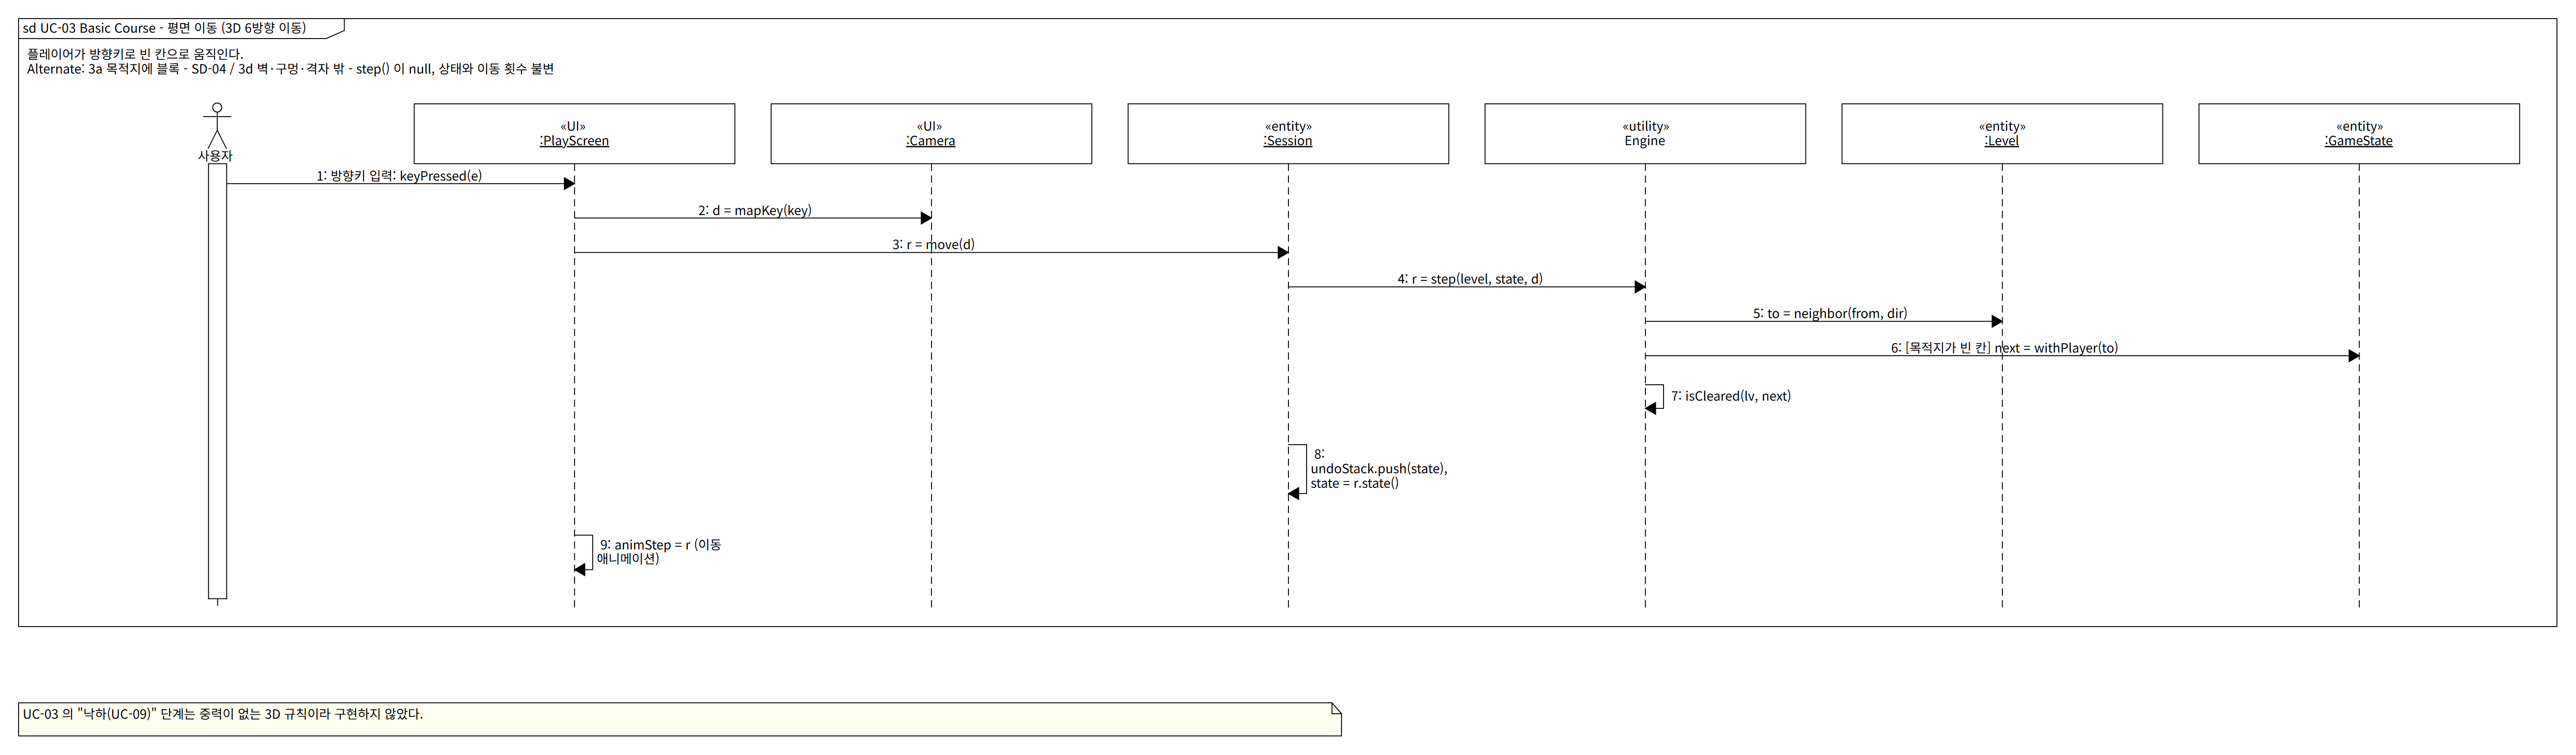 sd UC-03 Basic Course - 평면 이동 (3D 6방향 이동)
플레이어가 방향키로 빈 칸으로 움직인다.
Alternate: 3a 목적지에 블록 - SD-04 / 3d 벽·구멍·격자 밖 - step() 이 null, 상태와 이동 횟수 불변
사용자
«UI»
:PlayScreen
«UI»
:Camera
«entity»
:Session
«utility»
Engine
«entity»
:Level
«entity»
:GameState
1: 방향키 입력: keyPressed(e)
2: d = mapKey(key)
3: r = move(d)
4: r = step(level, state, d)
5: to = neighbor(from, dir)
6: [목적지가 빈 칸] next = withPlayer(to)
7: isCleared(lv, next)
8:
undoStack.push(state),
state = r.state()
9: animStep = r (이동
애니메이션)
UC-03 의 "낙하(UC-09)" 단계는 중력이 없는 3D 규칙이라 구현하지 않았다.